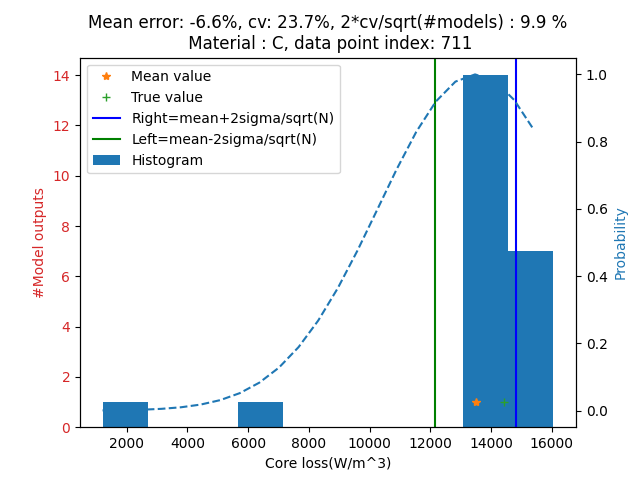 Mean error: -6.6%, cv: 23.7%, 2*cv/sqrt(#models) : 9.9 %
Material : C, data point index: 711
Mean value
True value
Right=mean+2sigma/sqrt(N)
Left=mean-2sigma/sqrt(N)
Histogram
#Model outputs
14
12
10
8
6
4
2
0
1.0
0.8
0.6
0.4
0.2
0.0
Probability
2000 4000 6000 8000 10000 12000 14000 16000
Core loss(W/m^3)